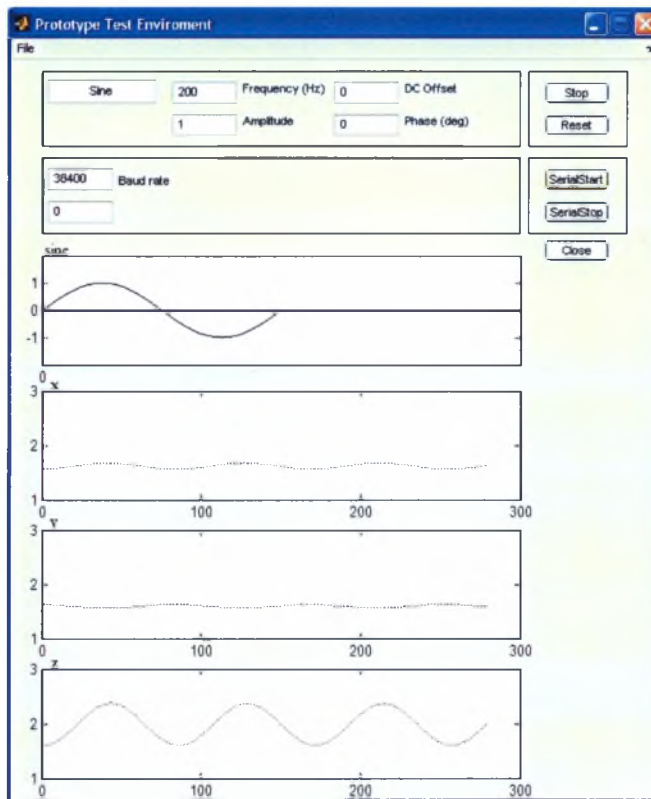 Prototype Test Enviroment
File
Sine 200 Frequency (Hz) 0 DC Offset Stop
1 Amplitude 0 Phase (deg) Reset
38400 Baud rate SerialStart
0 SerialStop
Close
sine
1
0
-1
0
X
3
2
1
0 100 200 300
Y
3
2
1
0 100 200 300
Z
3
2
1
0 100 200 300